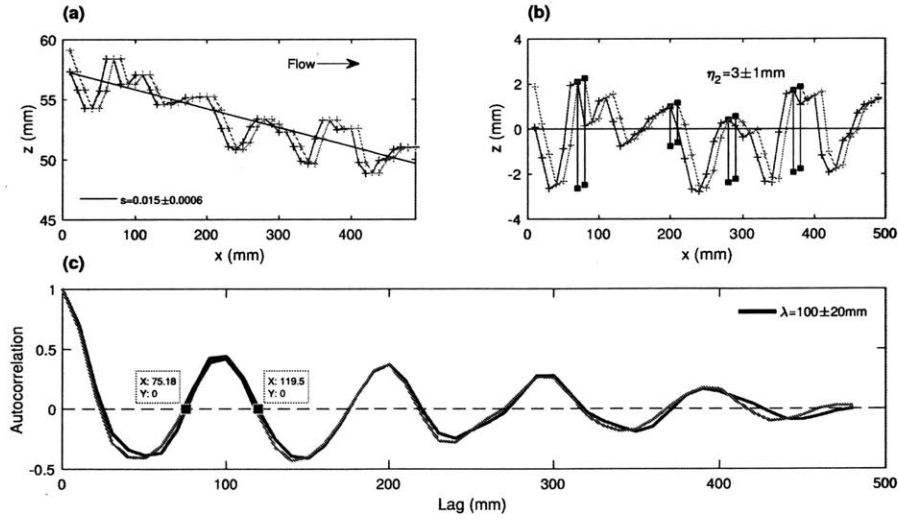 (a)
60
55
50
45
z (mm)
Flow
s=0.015±0.0006
0 100 200 300 400
x (mm)
(b)
4
2
0
-2
-4
z (mm)
η₂=3±1mm
0 100 200 300 400 500
x (mm)
(c)
1
0.5
0
-0.5
Autocorrelation
X: 75.18
Y: 0
X: 119.5
Y: 0
λ=100±20mm
0 100 200 300 400 500
Lag (mm)